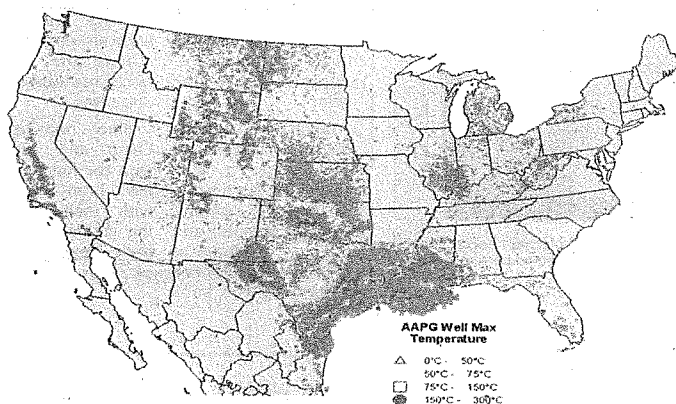 AAPG Well Max
Temperature
0°C - 50°C
50°C - 75°C
75°C - 150°C
150°C - 300°C